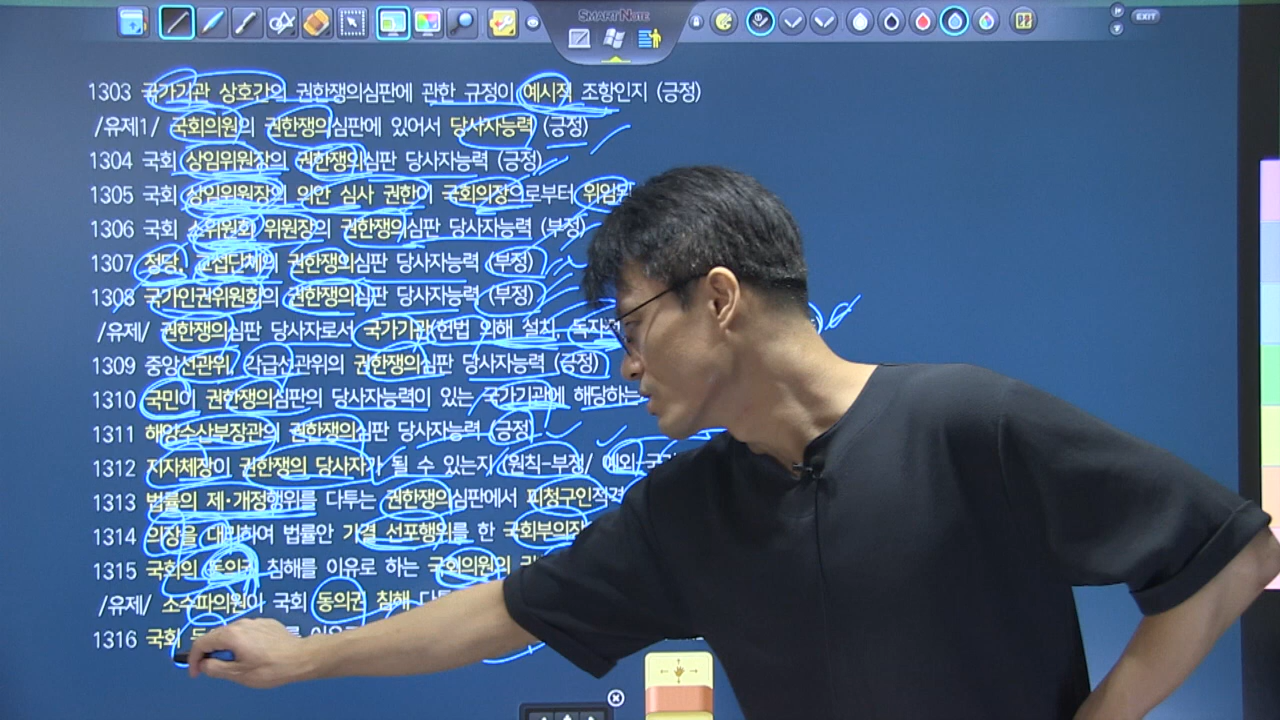 SMARTNOTE
EXIT
1303 국가기관 상호간의 권한쟁의심판에 관한 규정이 예시적 조항인지 (긍정)
/유제1/ 국회의원의 권한쟁의심판에 있어서 당사자능력 (긍정)
1304 국회 상임위원장의 권한쟁의심판 당사자능력 (긍정)
1305 국회 상임위원장의 의안 심사 권한이 국회의장으로부터 위임된
1306 국회 소위원회 위원장의 권한쟁의심판 당사자능력 (부정)
1307 정당, 교섭단체의 권한쟁의심판 당사자능력 (부정)
1308 국가인권위원회의 권한쟁의심판 당사자능력 (부정)
/유제/ 권한쟁의심판 당사자로서 국가기관(헌법 의해 설치, 독자적
1309 중앙선관위, 각급선관위의 권한쟁의심판 당사자능력 (긍정)
1310 국민이 권한쟁의심판의 당사자능력이 있는 국가기관에 해당하는
1311 해양수산부장관의 권한쟁의심판 당사자능력 (긍정)
1312 지자체장이 권한쟁의 당사자가 될 수 있는지 (원칙-부정/ 예외-국가
1313 법률의 제·개정행위를 다투는 권한쟁의심판에서 피청구인적격
1314 의장을 대리하여 법률안 가결 선포행위를 한 국회부의장
1315 국회의 동의권 침해를 이유로 하는 국회의원의
/유제/ 소수파의원이 국회 동의권 침해
1316 국회